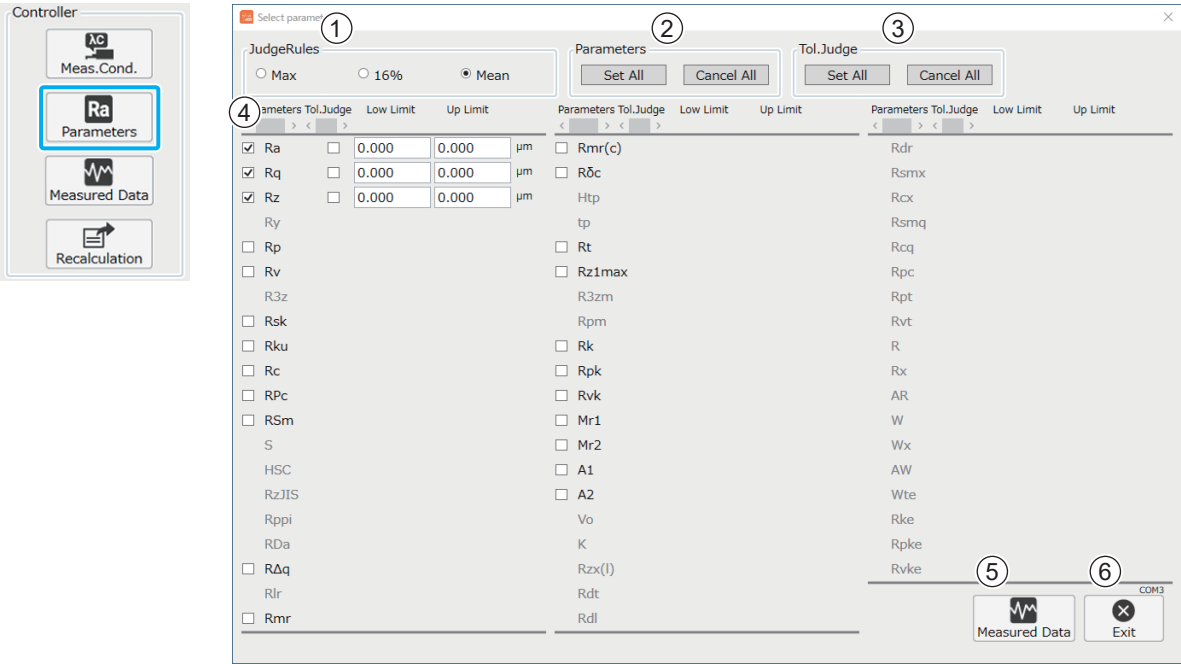 Controller
λC
Meas.Cond.
Ra
Parameters
Measured Data
Recalculation
Select paramet
1
2
3
JudgeRules
Max
16%
Mean
Parameters
Set All
Cancel All
Tol.Judge
Set All
Cancel All
4
arameters Tol.Judge Low Limit Up Limit
Ra 0.000 0.000 µm
Rq 0.000 0.000 µm
Rz 0.000 0.000 µm
Ry
Rp
Rv
R3z
Rsk
Rku
Rc
RPc
RSm
S
HSC
RzJIS
Rppi
RDa
RΔq
Rlr
Rmr
Parameters Tol.Judge Low Limit Up Limit
Rmr(c)
Rδc
Htp
tp
Rt
Rz1max
R3zm
Rpm
Rk
Rpk
Rvk
Mr1
Mr2
A1
A2
Vo
K
Rzx(l)
Rdt
Rdl
Parameters Tol.Judge Low Limit Up Limit
Rdr
Rsmx
Rcx
Rsmq
Rcq
Rpc
Rpt
Rvt
R
Rx
AR
W
Wx
AW
Wte
Rke
Rpke
Rvke
5
6
COM3
Measured Data
Exit